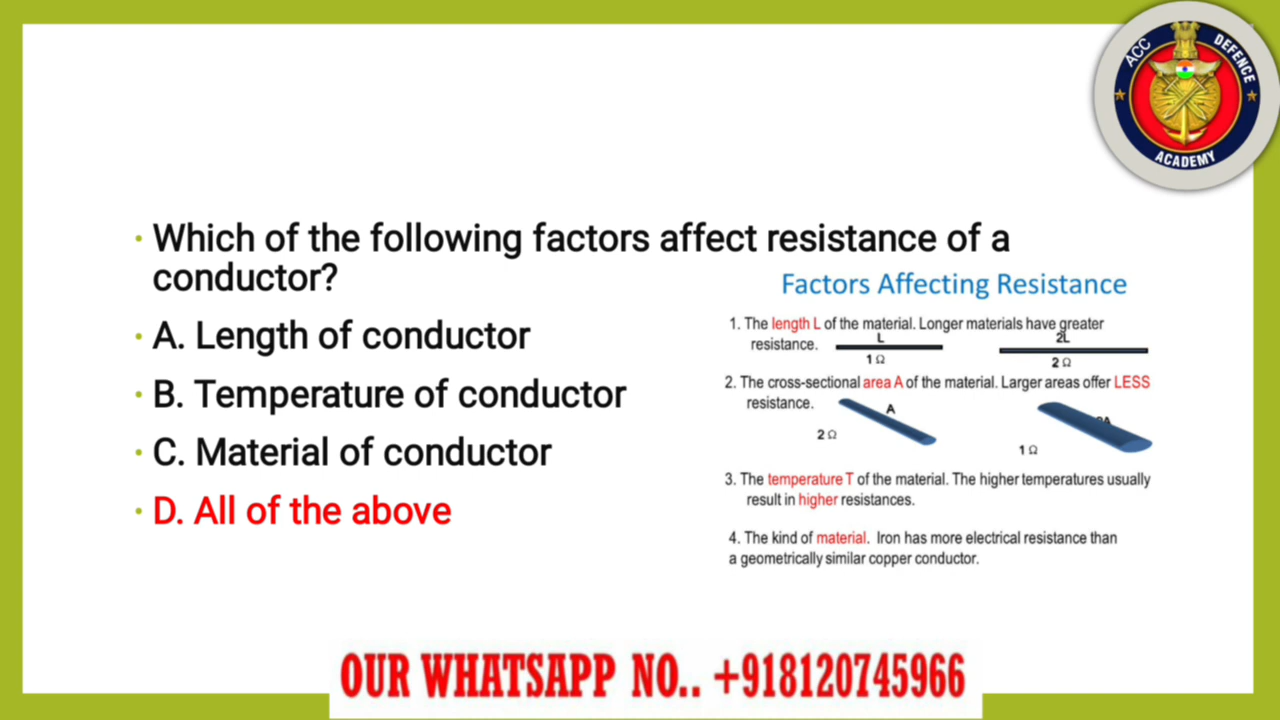 ACC DEFENCE
ACADEMY
• Which of the following factors affect resistance of a
conductor?
• A. Length of conductor
• B. Temperature of conductor
• C. Material of conductor
• D. All of the above
Factors Affecting Resistance
1. The length L of the material. Longer materials have greater
resistance.
L
2L
1 Ω
2 Ω
2. The cross-sectional area A of the material. Larger areas offer LESS
resistance.
A
2 Ω
1 Ω
3. The temperature T of the material. The higher temperatures usually
result in higher resistances.
4. The kind of material. Iron has more electrical resistance than
a geometrically similar copper conductor.
OUR WHATSAPP NO.. +918120745966